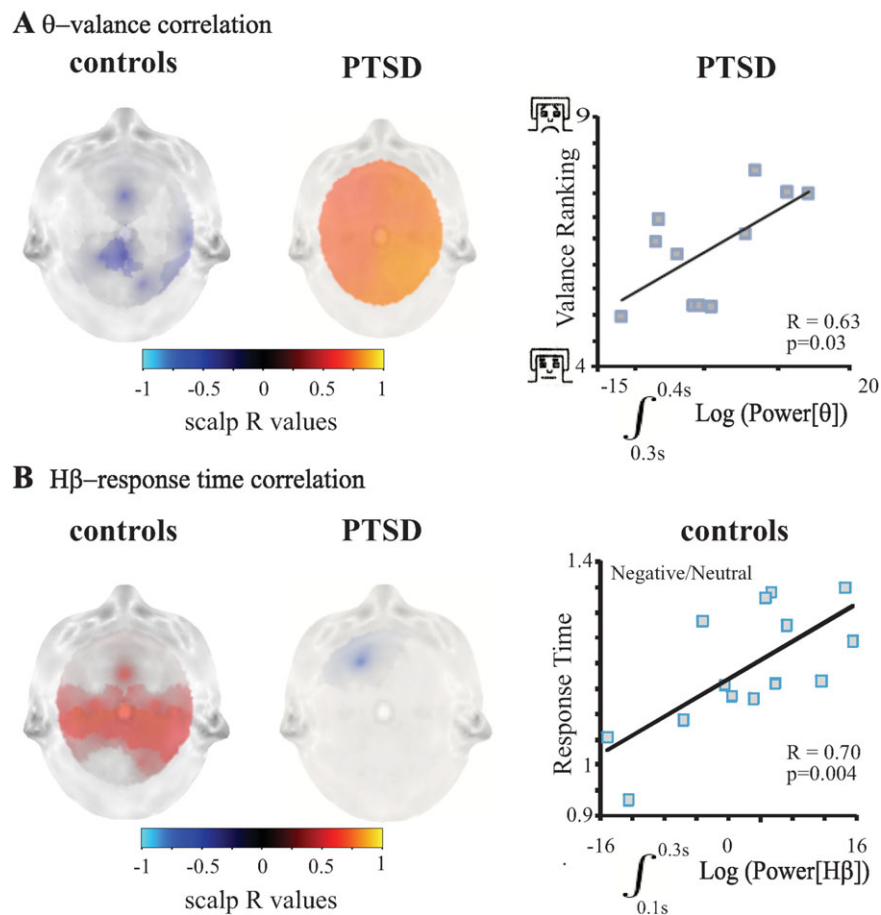 A θ–valance correlation
controls
PTSD
PTSD
9
Valance Ranking
4
R = 0.63
p=0.03
-15
20
∫
0.4s
0.3s
Log (Power[θ])
-1
-0.5
0
0.5
1
scalp R values
B Hβ–response time correlation
controls
PTSD
controls
1.4
Negative/Neutral
Response Time
1
0.9
R = 0.70
p=0.004
-16
0
16
∫
0.3s
0.1s
Log (Power[Hβ])
-1
-0.5
0
0.5
1
scalp R values